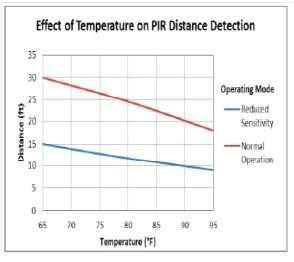 Effect of Temperature on PIR Distance Detection
35
30
25
20
15
10
5
0
Distance (ft)
65
70
75
80
85
90
95
Temperature (°F)
Operating Mode
Reduced
Sensitivity
Normal
Operation